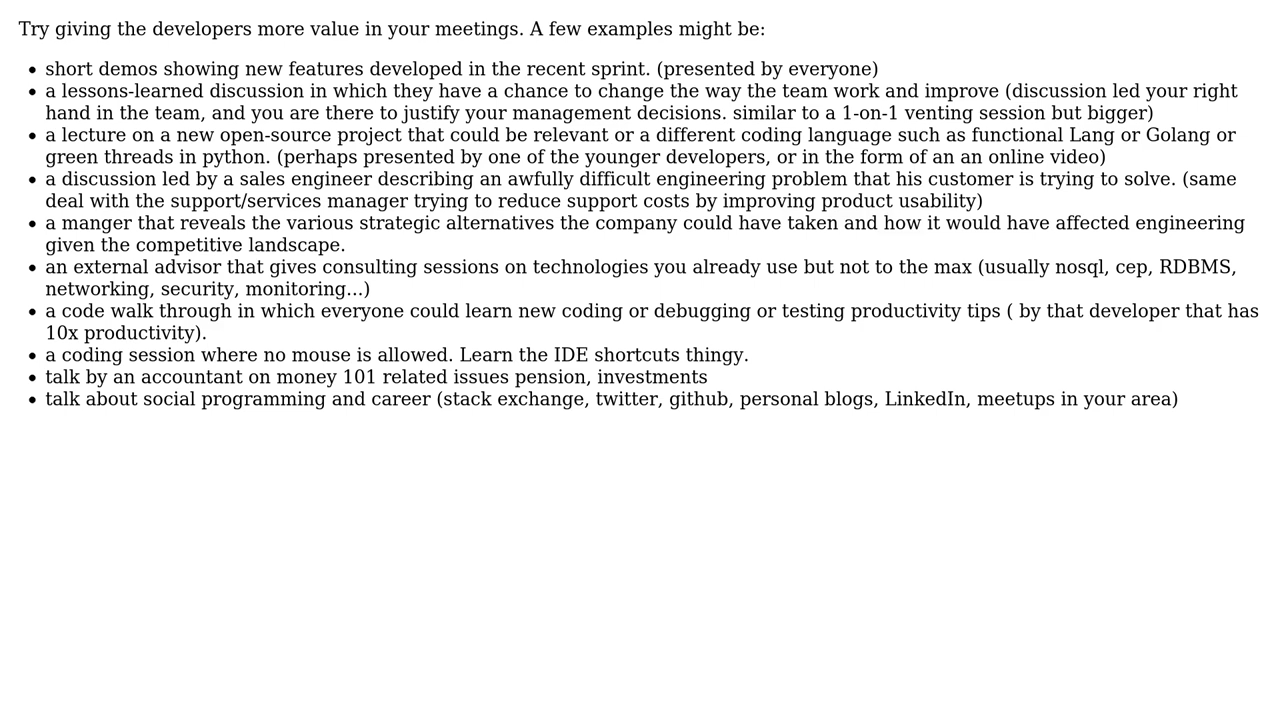 Try giving the developers more value in your meetings. A few examples might be:
• short demos showing new features developed in the recent sprint. (presented by everyone)
• a lessons-learned discussion in which they have a chance to change the way the team work and improve (discussion led your right
hand in the team, and you are there to justify your management decisions. similar to a 1-on-1 venting session but bigger)
• a lecture on a new open-source project that could be relevant or a different coding language such as functional Lang or Golang or
green threads in python. (perhaps presented by one of the younger developers, or in the form of an an online video)
• a discussion led by a sales engineer describing an awfully difficult engineering problem that his customer is trying to solve. (same
deal with the support/services manager trying to reduce support costs by improving product usability)
• a manger that reveals the various strategic alternatives the company could have taken and how it would have affected engineering
given the competitive landscape.
• an external advisor that gives consulting sessions on technologies you already use but not to the max (usually nosql, cep, RDBMS,
networking, security, monitoring...)
• a code walk through in which everyone could learn new coding or debugging or testing productivity tips ( by that developer that has
10x productivity).
• a coding session where no mouse is allowed. Learn the IDE shortcuts thingy.
• talk by an accountant on money 101 related issues pension, investments
• talk about social programming and career (stack exchange, twitter, github, personal blogs, LinkedIn, meetups in your area)